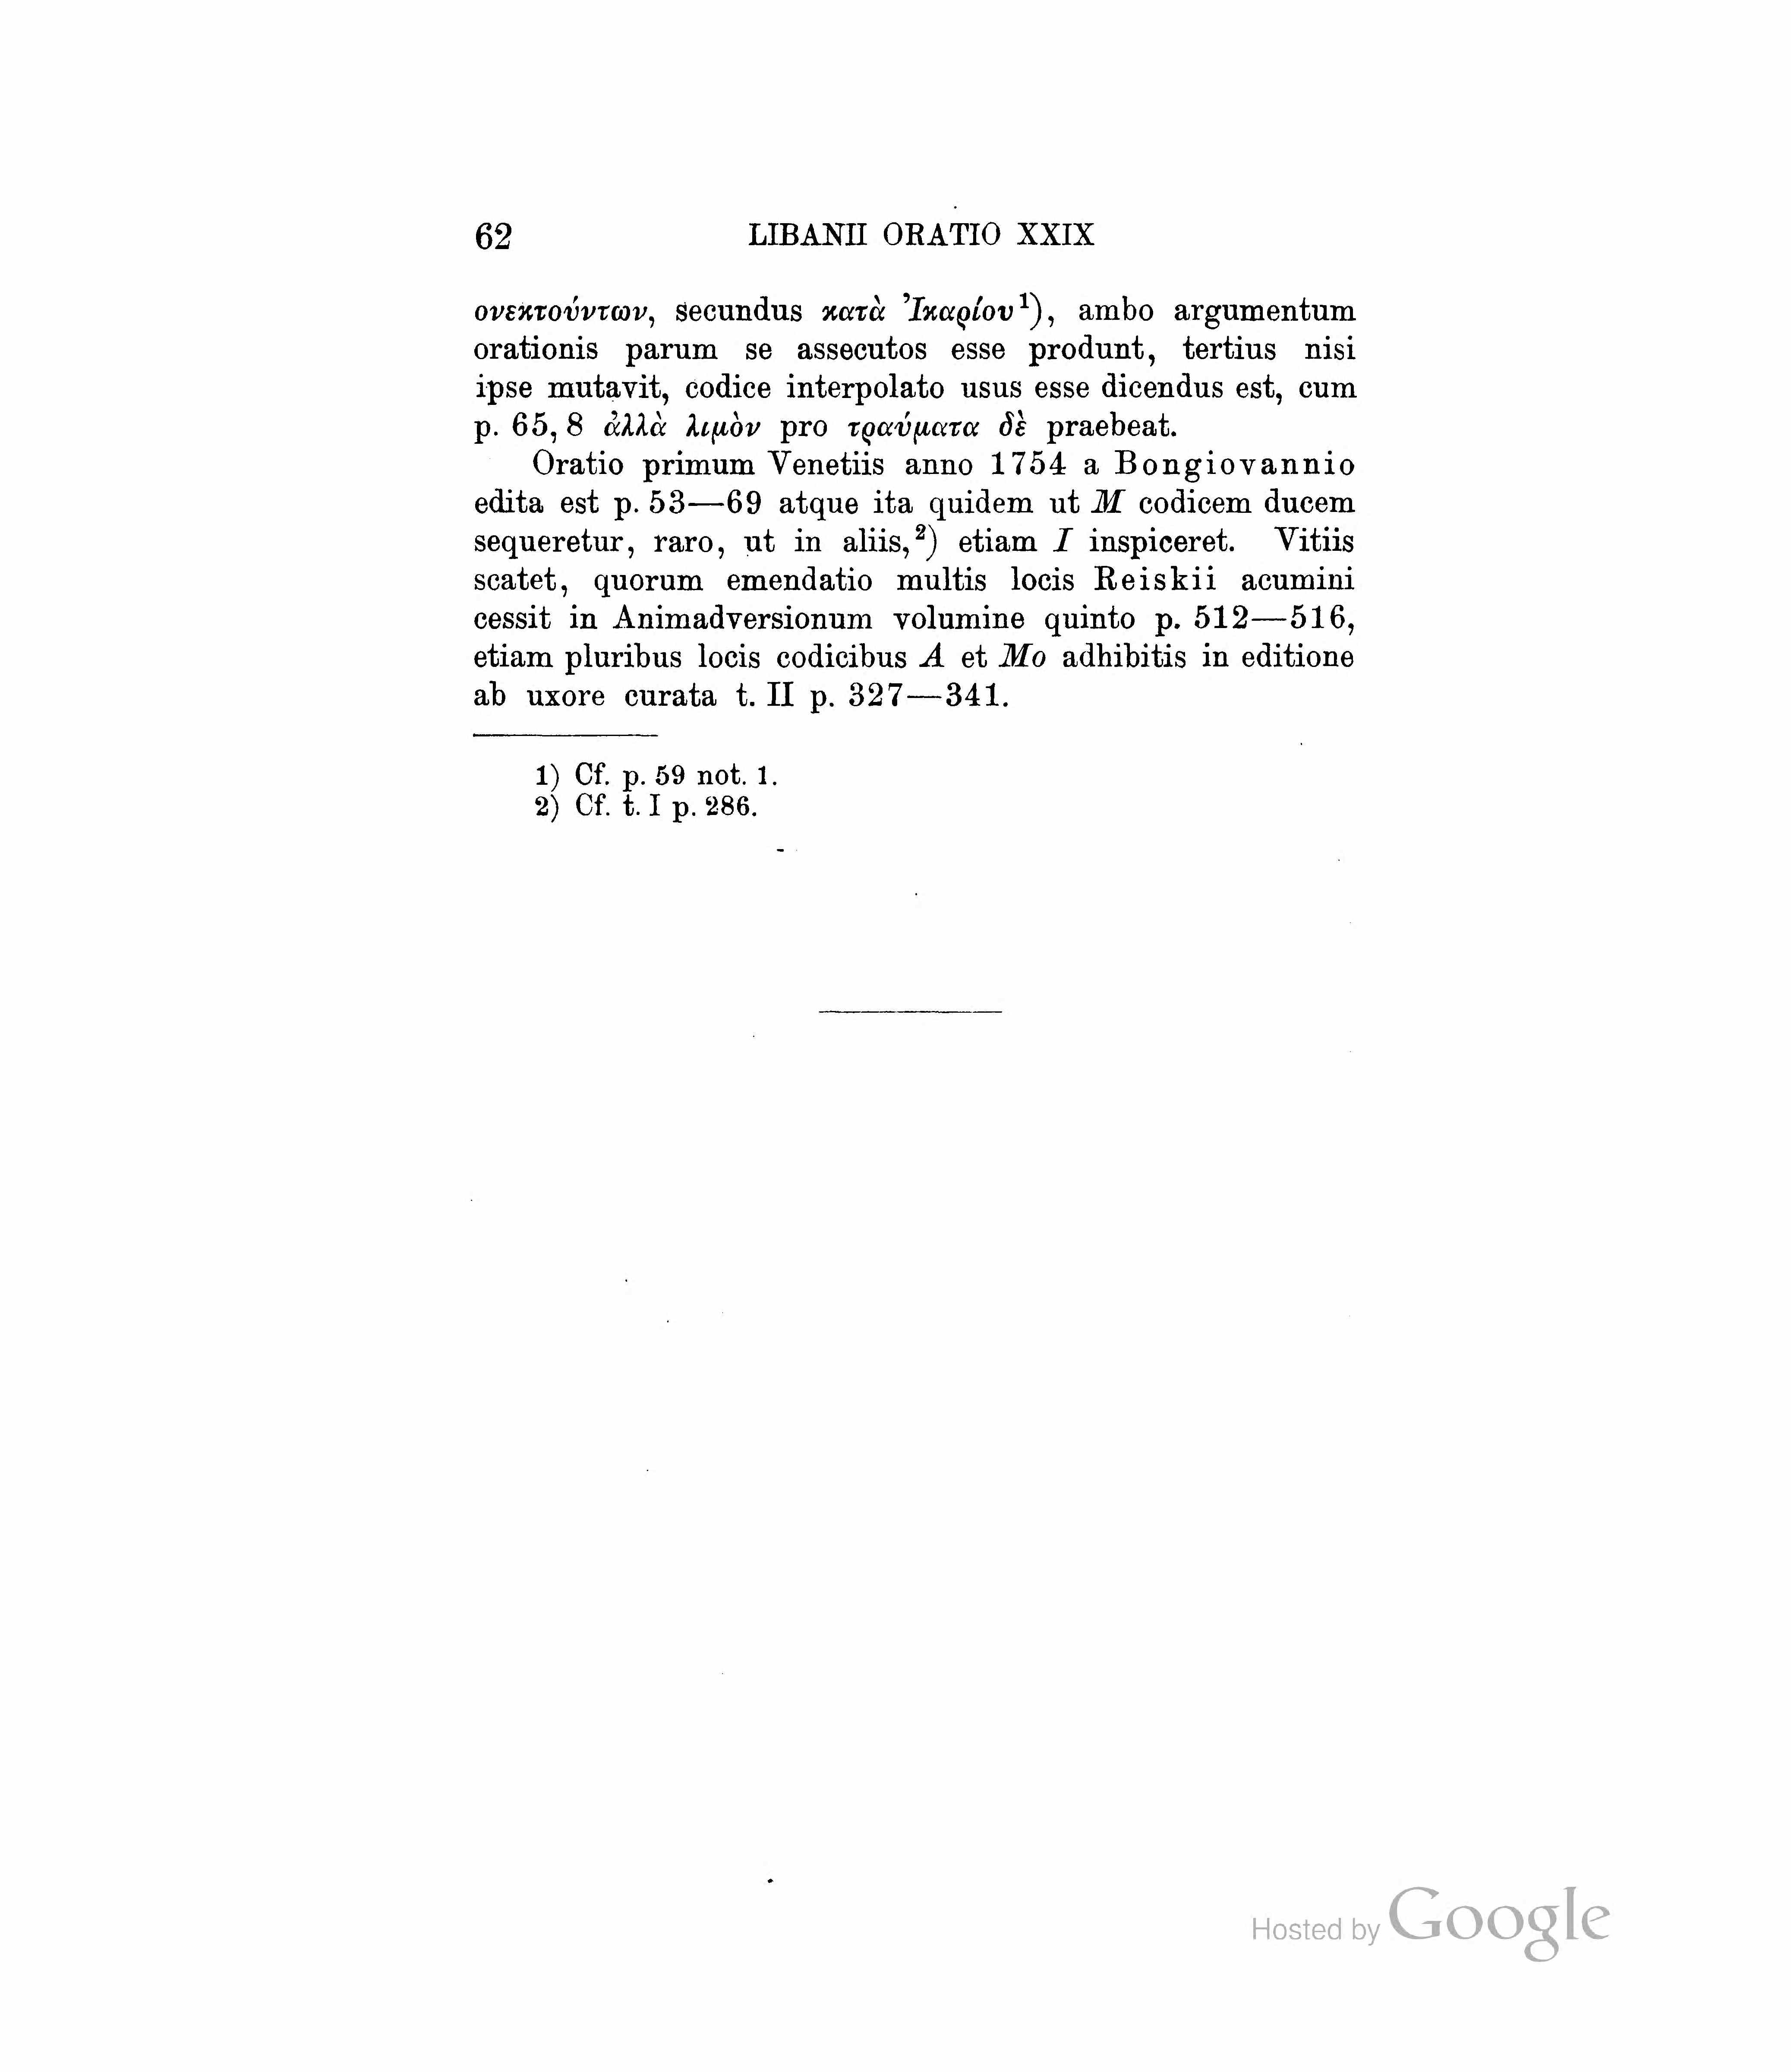 62 LIBANII ORATIO XXIX
ονεκτούντων, secundus κατὰ Ἰκαρίου¹), ambo argumentum
orationis parum se assecutos esse produnt, tertius nisi
ipse mutavit, codice interpolato usus esse dicendus est, cum
p. 65, 8 ἀλλὰ λιμὸν pro τραύματα δὲ praebeat.
Oratio primum Venetiis anno 1754 a Bongiovannio
edita est p. 53—69 atque ita quidem ut M codicem ducem
sequeretur, raro, ut in aliis,²) etiam I inspiceret. Vitiis
scatet, quorum emendatio multis locis Reiskii acumini
cessit in Animadversionum volumine quinto p. 512—516,
etiam pluribus locis codicibus A et Mo adhibitis in editione
ab uxore curata t. II p. 327—341.
1) Cf. p. 59 not. 1.
2) Cf. t. I p. 286.
Hosted by Google